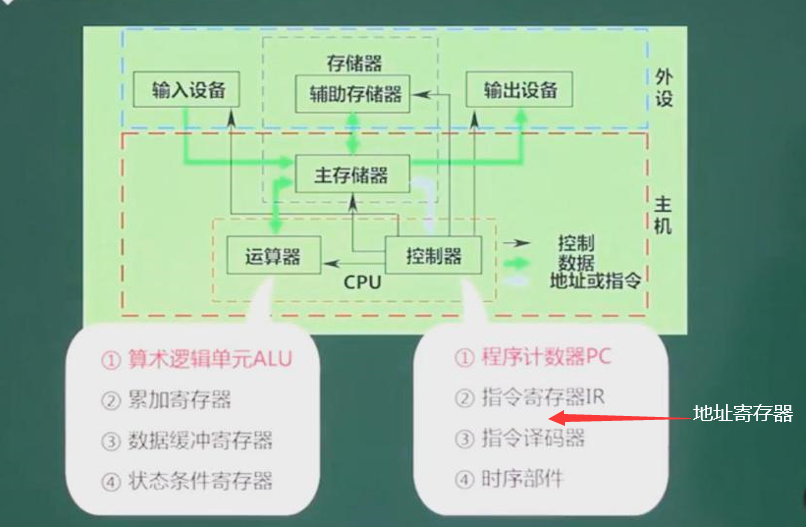 存储器
输入设备
辅助存储器
输出设备
外设
主存储器
主机
运算器
控制器
CPU
控制
数据
地址或指令
① 算术逻辑单元ALU
② 累加寄存器
③ 数据缓冲寄存器
④ 状态条件寄存器
① 程序计数器PC
② 指令寄存器IR
③ 指令译码器
④ 时序部件
地址寄存器